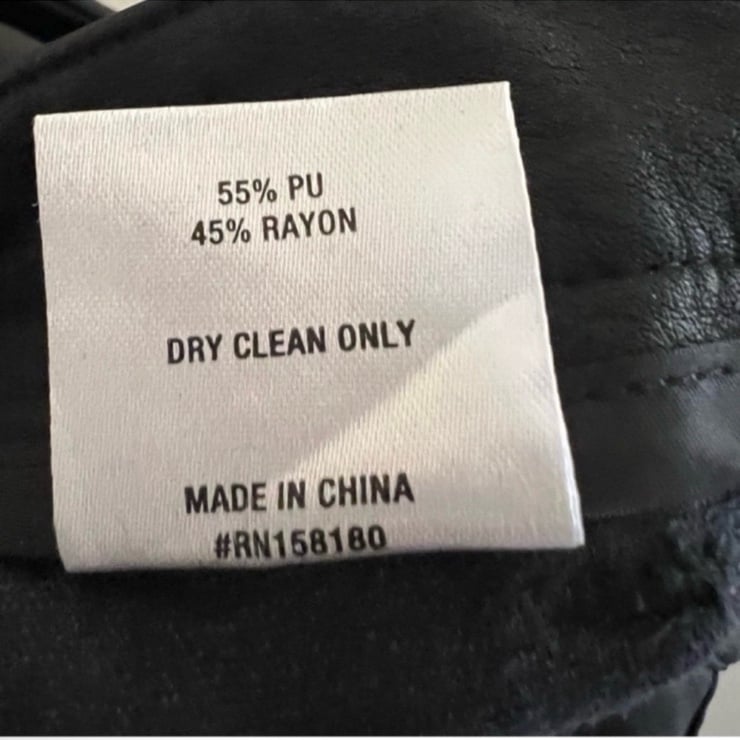 55% PU
45% RAYON
DRY CLEAN ONLY
MADE IN CHINA
#RN158180